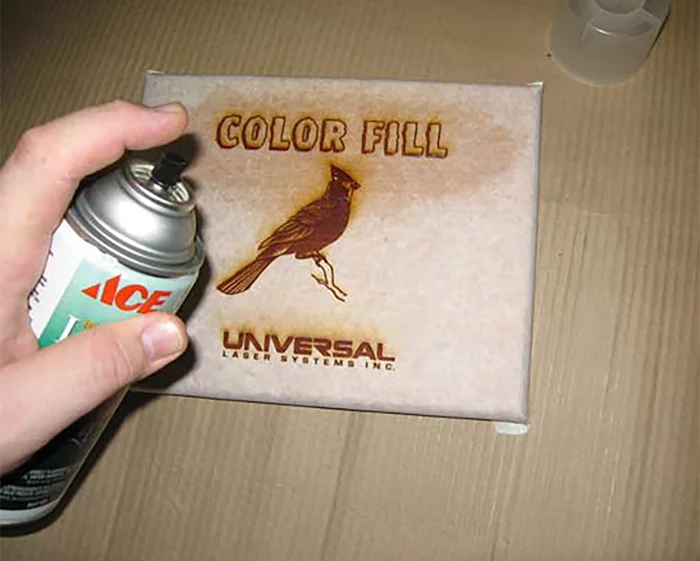 COLOR FILL
ACE
UNIVERSAL
LASER SYSTEMS INC.